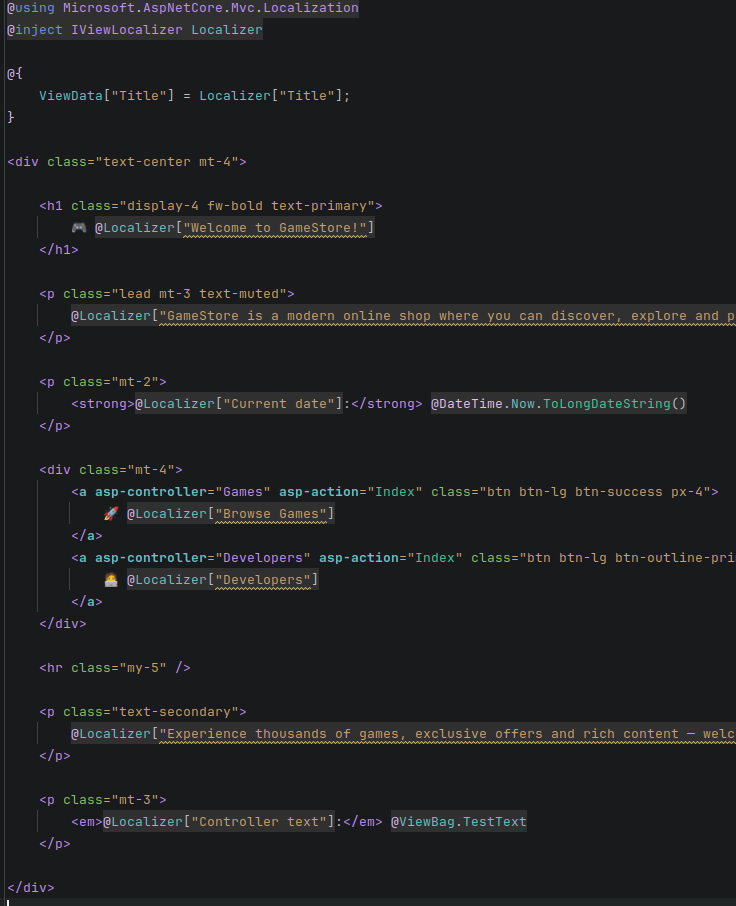 @using Microsoft.AspNetCore.Mvc.Localization
@inject IViewLocalizer Localizer
@{
ViewData["Title"] = Localizer["Title"];
}
<div class="text-center mt-4">
<h1 class="display-4 fw-bold text-primary">
🎮 @Localizer["Welcome to GameStore!"]
</h1>
<p class="lead mt-3 text-muted">
@Localizer["GameStore is a modern online shop where you can discover, explore and p
</p>
<p class="mt-2">
<strong>@Localizer["Current date"]:</strong> @DateTime.Now.ToLongDateString()
</p>
<div class="mt-4">
<a asp-controller="Games" asp-action="Index" class="btn btn-lg btn-success px-4">
🚀 @Localizer["Browse Games"]
</a>
<a asp-controller="Developers" asp-action="Index" class="btn btn-lg btn-outline-pri
🧑‍💻 @Localizer["Developers"]
</a>
</div>
<hr class="my-5" />
<p class="text-secondary">
@Localizer["Experience thousands of games, exclusive offers and rich content — welc
</p>
<p class="mt-3">
<em>@Localizer["Controller text"]:</em> @ViewBag.TestText
</p>
</div>